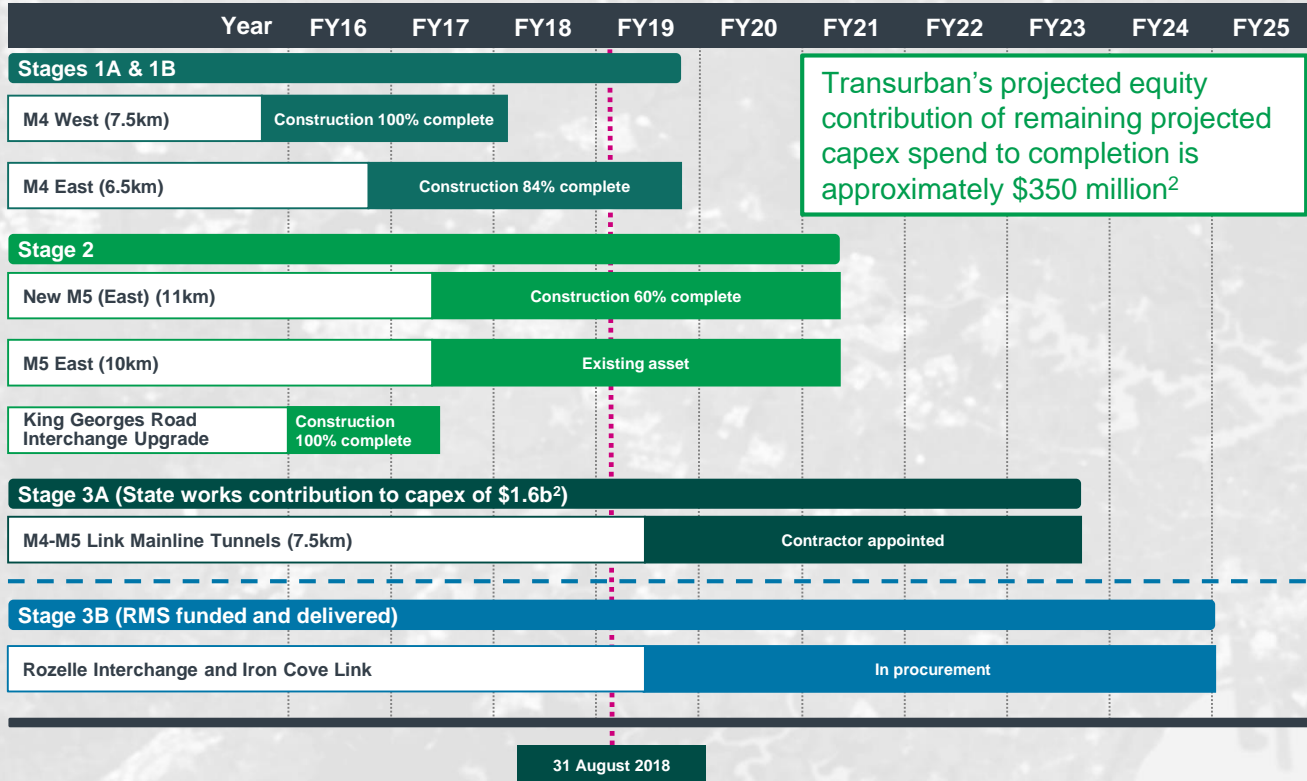 Year FY16 FY17 FY18 FY19 FY20 FY21 FY22 FY23 FY24 FY25
Stages 1A & 1B
Transurban's projected equity
contribution of remaining projected
capex spend to completion is
approximately $350 million²
M4 West (7.5km) Construction 100% complete
M4 East (6.5km) Construction 84% complete
Stage 2
New M5 (East) (11km) Construction 60% complete
M5 East (10km) Existing asset
King Georges Road
Interchange Upgrade
Construction
100% complete
Stage 3A (State works contribution to capex of $1.6b²)
M4-M5 Link Mainline Tunnels (7.5km) Contractor appointed
Stage 3B (RMS funded and delivered)
Rozelle Interchange and Iron Cove Link In procurement
31 August 2018